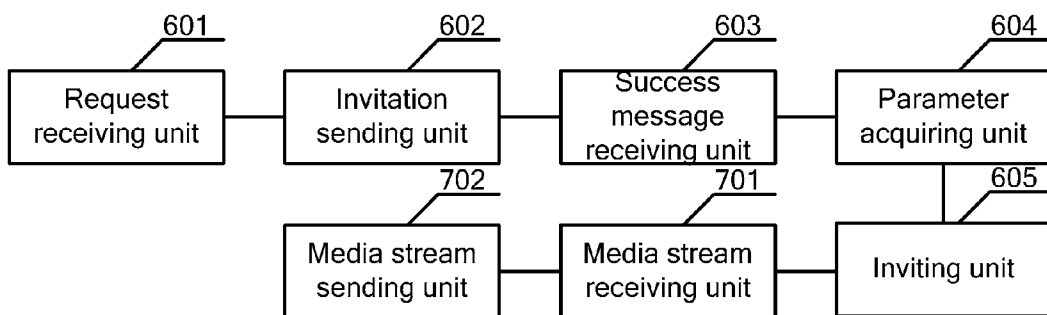 601
602
603
604
Request
receiving unit
Invitation
sending unit
Success
message
receiving unit
Parameter
acquiring unit
702
701
605
Media stream
sending unit
Media stream
receiving unit
Inviting unit